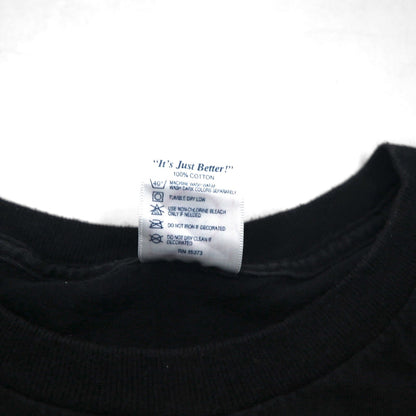 "It's Just Better!"
100% COTTON
40°
MACHINE WASH WARM
WASH DARK COLORS SEPARATELY
TUMBLE DRY LOW
USE NON-CHLORINE BLEACH
ONLY IF NEEDED
DO NOT IRON IF DECORATED
DO NOT DRY CLEAN IF
DECORATED